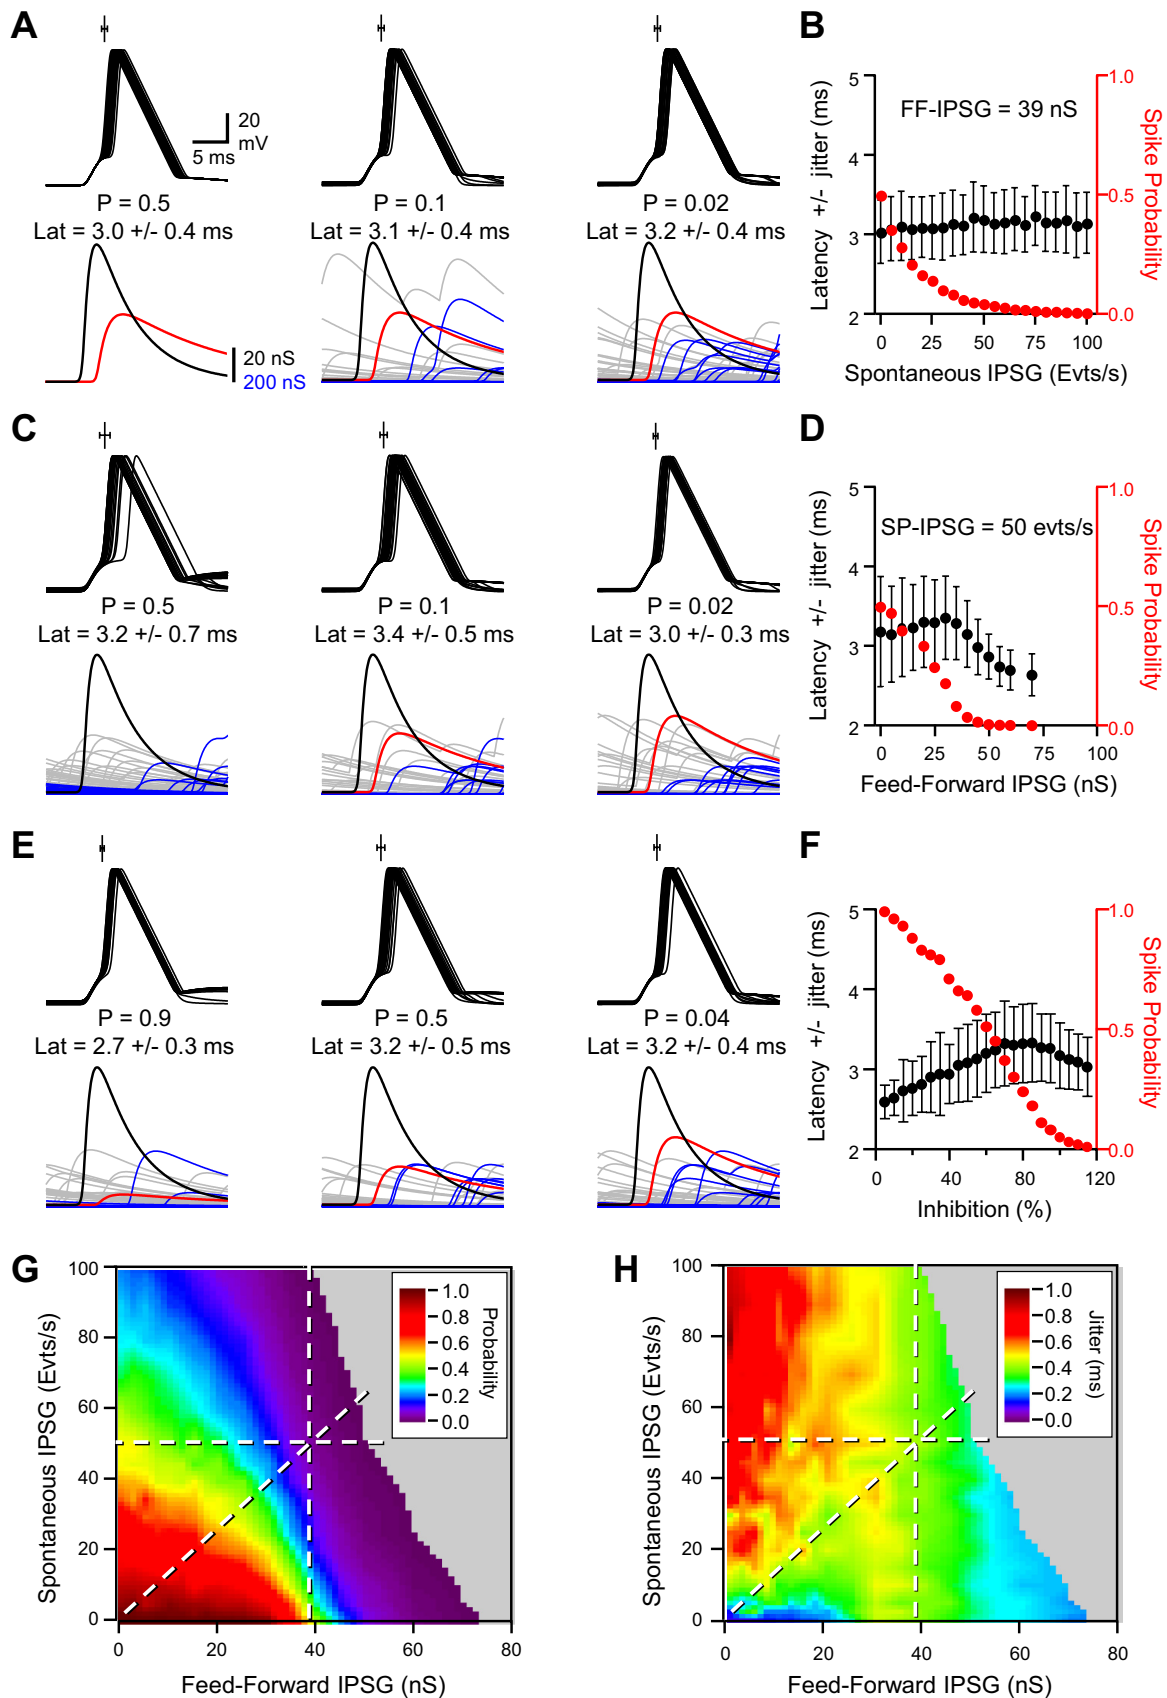 A
20
mV
5 ms
P = 0.5
P = 0.1
P = 0.02
Lat = 3.0 +/- 0.4 ms
3.1 +/- 0.4 ms
3.2 +/- 0.4 ms
20 nS
200 nS
B
FF-IPSG = 39 nS
Latency +/- jitter (ms)
5
4
3
2
1.0
0.5
0.0
Spike Probability
0
25
50
75
100
Spontaneous IPSG (Evts/s)
C
P = 0.5
P = 0.1
P = 0.02
Lat = 3.2 +/- 0.7 ms
Lat = 3.4 +/- 0.5 ms
Lat = 3.0 +/- 0.3 ms
D
SP-IPSG = 50 evts/s
Latency +/- jitter (ms)
5
4
3
2
1.0
0.5
0.0
Spike Probability
0
25
50
75
100
Feed-Forward IPSG (nS)
E
P = 0.9
P = 0.5
P = 0.04
Lat = 2.7 +/- 0.3 ms
Lat = 3.2 +/- 0.5 ms
Lat = 3.2 +/- 0.4 ms
F
Latency +/- jitter (ms)
5
4
3
2
1.0
0.5
0.0
Spike Probability
0
40
80
120
Inhibition (%)
G
Spontaneous IPSG (Evts/s)
100
80
60
40
20
0
0
20
40
60
80
Feed-Forward IPSG (nS)
1.0
0.8
0.6
0.4
0.2
0.0
Probability
H
Spontaneous IPSG (Evts/s)
100
80
60
40
20
0
0
20
40
60
80
Feed-Forward IPSG (nS)
1.0
0.8
0.6
0.4
0.2
0.0
Jitter (ms)